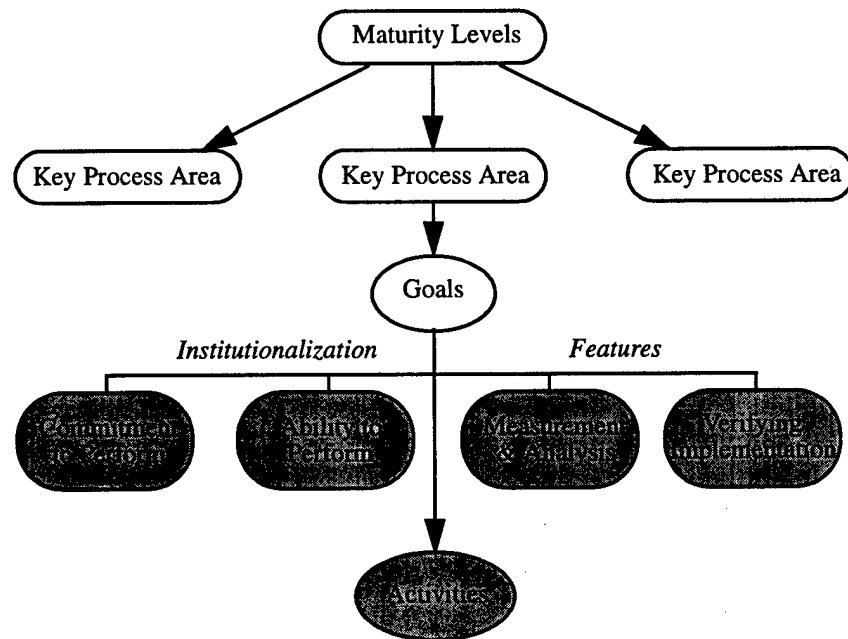 Maturity Levels
Key Process Area
Key Process Area
Key Process Area
Goals
Institutionalization
Features
Commitment
to Perform
Ability to
Perform
Measurement
& Analysis
Verifying
Implementation
Activities